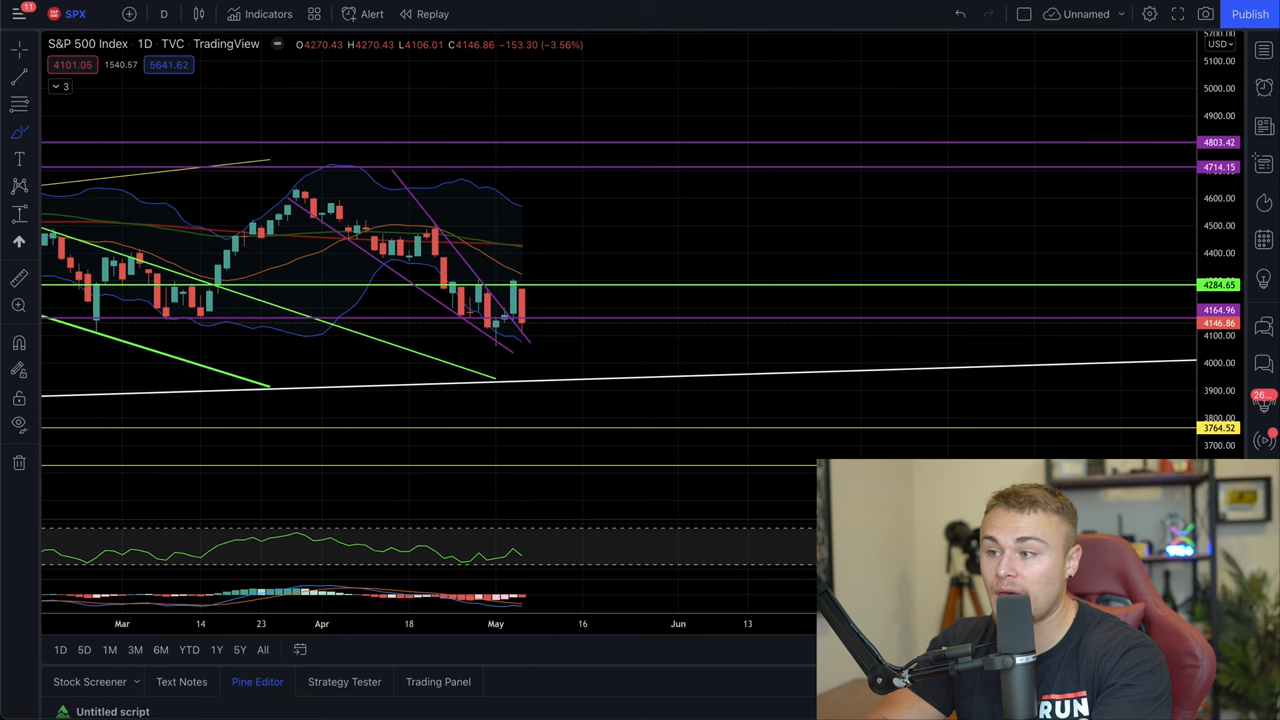 11 SPX D Indicators Alert Replay Unnamed Publish
S&P 500 Index · 1D · TVC · TradingView O4270.43 H4270.43 L4106.01 C4146.86 −153.30 (−3.56%)
USD
4101.05 1540.57 5641.62
3
5100.00
5000.00
4900.00
4803.42
4714.15
4600.00
4500.00
4400.00
4284.65
4164.96
4146.86
4100.00
4000.00
3900.00
26...
3800.00
3764.52
3700.00
Mar 14 23 Apr 18 May 16 Jun 13
1D 5D 1M 3M 6M YTD 1Y 5Y All
Stock Screener Text Notes Pine Editor Strategy Tester Trading Panel
Untitled script
RUN